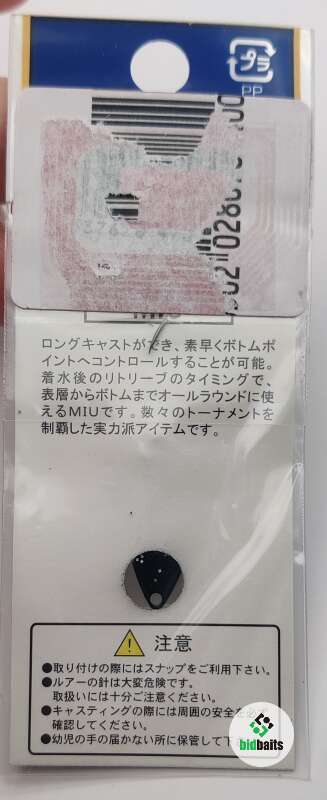 プラ
PP
MIU
ロングキャストができ、素早くボトムポ
イントへコントロールすることが可能。
着水後のリトリーブのタイミングで、
表層からボトムまでオールラウンドに使
えるMIUです。数々のトーナメントを
制覇した実力派アイテムです。
注意
●取り付けの際にはスナップをご利用下さい。
●ルアーの針は大変危険です。
取扱いには十分ご注意ください。
●キャスティングの際には周囲の安全を必ず
確認してください。
●幼児の手の届かない所に保管して下
bidbaits